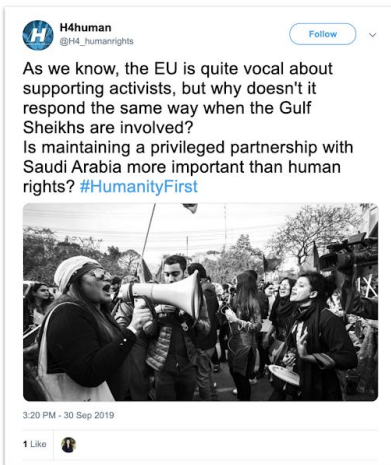 H4human
@H4_humanrights
Follow
As we know, the EU is quite vocal about
supporting activists, but why doesn't it
respond the same way when the Gulf
Sheikhs are involved?
Is maintaining a privileged partnership with
Saudi Arabia more important than human
rights? #HumanityFirst
3:20 PM - 30 Sep 2019
1 Like